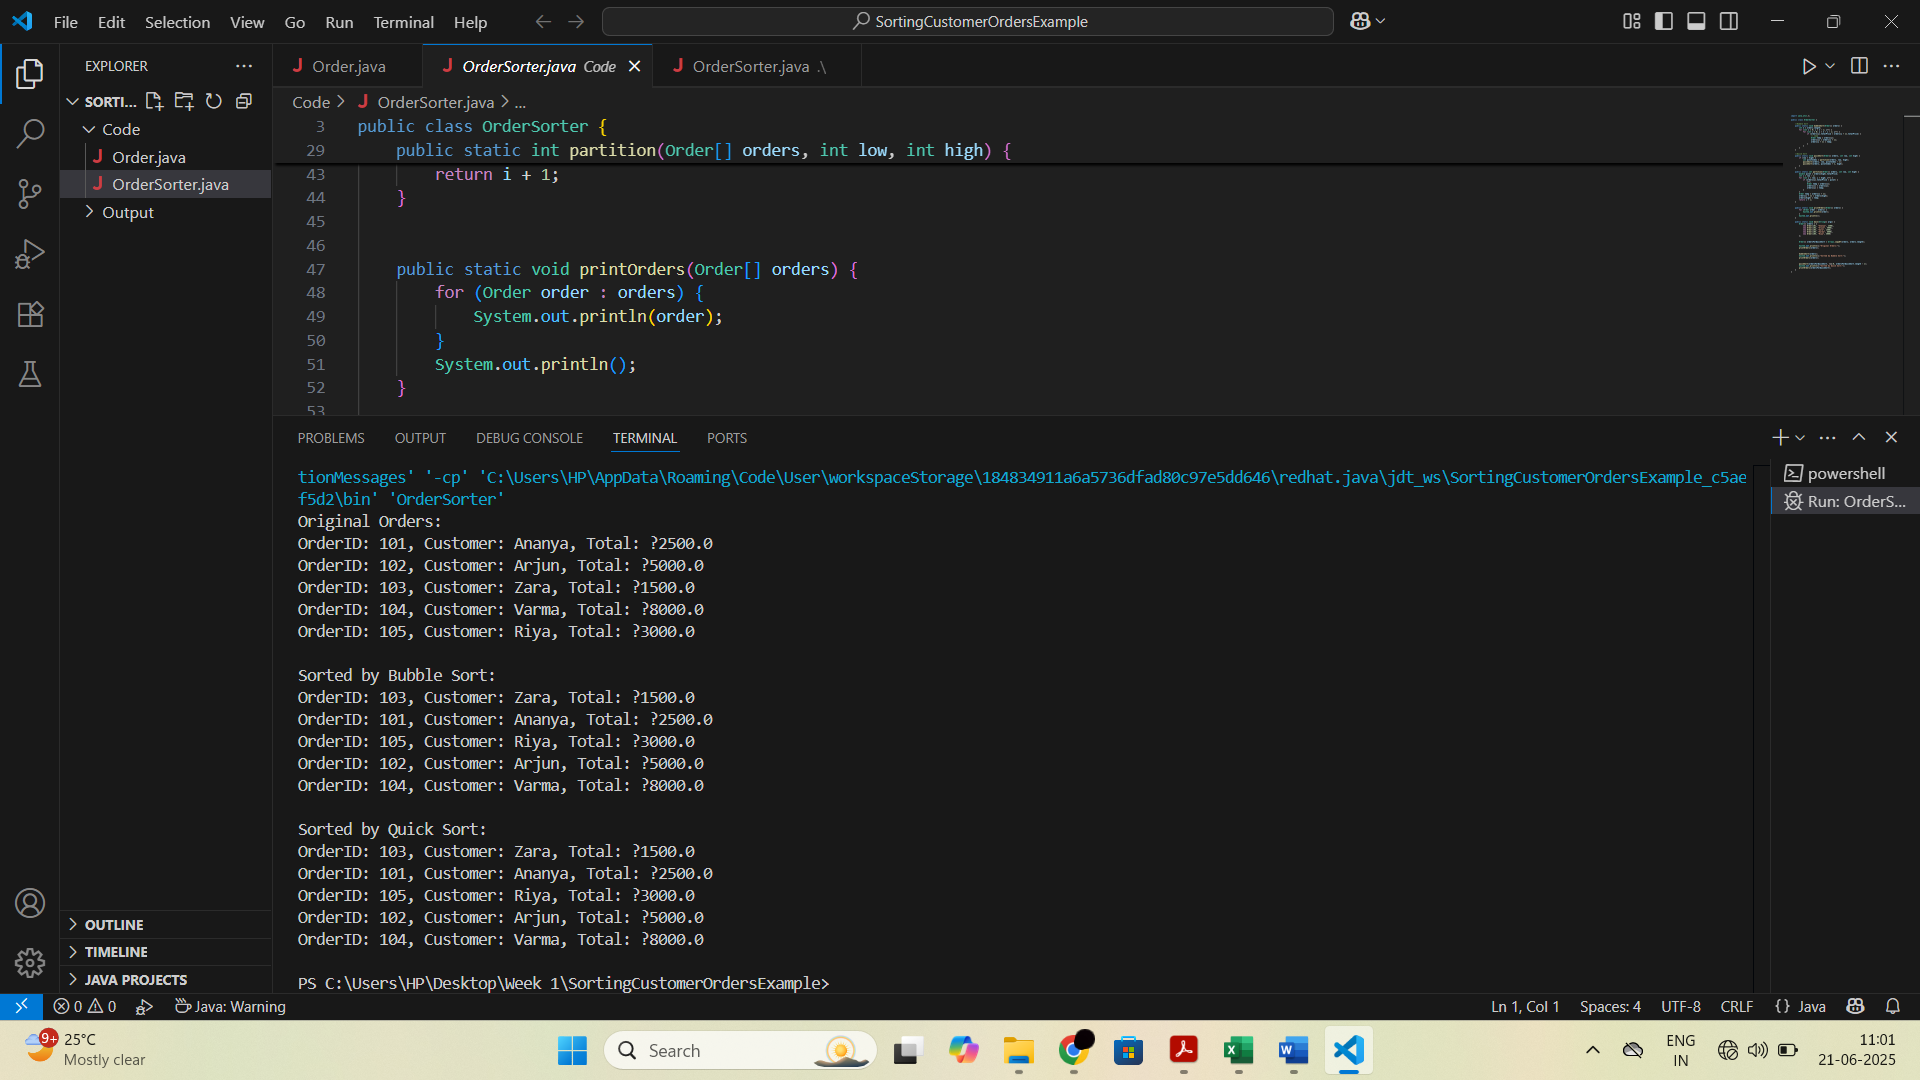 File Edit Selection View Go Run Terminal Help
SortingCustomerOrdersExample
EXPLORER
SORTI...
Code
Order.java
OrderSorter.java
Output
OUTLINE
TIMELINE
JAVA PROJECTS
Order.java
OrderSorter.java Code
OrderSorter.java .\
Code > OrderSorter.java > ...
3 public class OrderSorter {
29 public static int partition(Order[] orders, int low, int high) {
43 return i + 1;
44 }
45
46
47 public static void printOrders(Order[] orders) {
48 for (Order order : orders) {
49 System.out.println(order);
50 }
51 System.out.println();
52 }
53
PROBLEMS OUTPUT DEBUG CONSOLE TERMINAL PORTS
tionMessages' '-cp' 'C:\Users\HP\AppData\Roaming\Code\User\workspaceStorage\184834911a6a5736dfad80c97e5dd646\redhat.java\jdt_ws\SortingCustomerOrdersExample_c5ae
f5d2\bin' 'OrderSorter'
Original Orders:
OrderID: 101, Customer: Ananya, Total: ?2500.0
OrderID: 102, Customer: Arjun, Total: ?5000.0
OrderID: 103, Customer: Zara, Total: ?1500.0
OrderID: 104, Customer: Varma, Total: ?8000.0
OrderID: 105, Customer: Riya, Total: ?3000.0
Sorted by Bubble Sort:
OrderID: 103, Customer: Zara, Total: ?1500.0
OrderID: 101, Customer: Ananya, Total: ?2500.0
OrderID: 105, Customer: Riya, Total: ?3000.0
OrderID: 102, Customer: Arjun, Total: ?5000.0
OrderID: 104, Customer: Varma, Total: ?8000.0
Sorted by Quick Sort:
OrderID: 103, Customer: Zara, Total: ?1500.0
OrderID: 101, Customer: Ananya, Total: ?2500.0
OrderID: 105, Customer: Riya, Total: ?3000.0
OrderID: 102, Customer: Arjun, Total: ?5000.0
OrderID: 104, Customer: Varma, Total: ?8000.0
PS C:\Users\HP\Desktop\Week 1\SortingCustomerOrdersExample>
powershell
Run: OrderS...
0 0 Java: Warning
Ln 1, Col 1 Spaces: 4 UTF-8 CRLF {} Java
9+
25°C
Mostly clear
Search
ENG
IN
11:01
21-06-2025